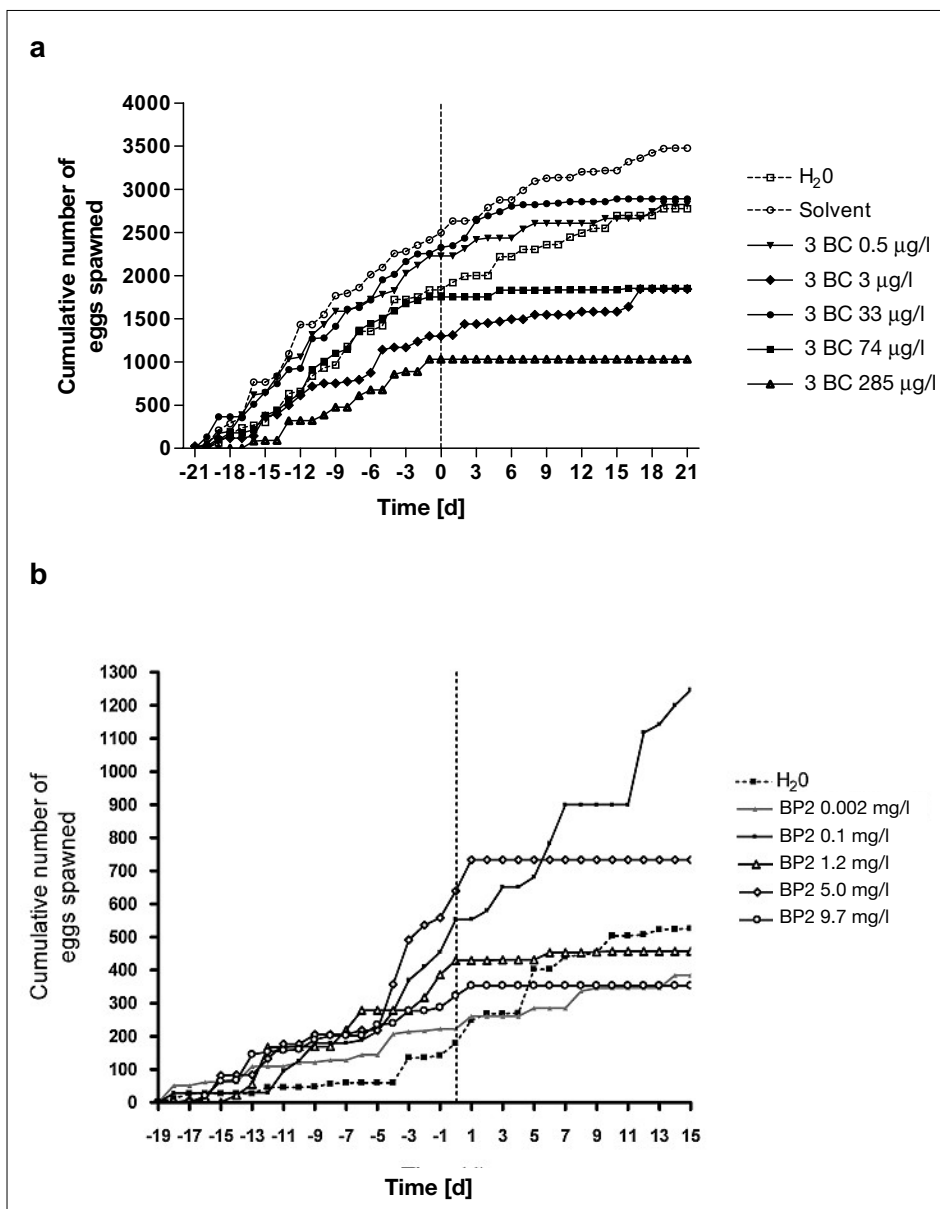 a
Cumulative number of
eggs spawned
4000
3500
3000
2500
2000
1500
1000
500
0
-21 -18 -15 -12 -9 -6 -3 0 3 6 9 12 15 18 21
Time [d]
H20
Solvent
3 BC 0.5 µg/l
3 BC 3 µg/l
3 BC 33 µg/l
3 BC 74 µg/l
3 BC 285 µg/l
b
Cumulative number of
eggs spawned
1300
1200
1100
1000
900
800
700
600
500
400
300
200
100
0
-19 -17 -15 -13 -11 -9 -7 -5 -3 -1 1 3 5 7 9 11 13 15
Time [d]
H20
BP2 0.002 mg/l
BP2 0.1 mg/l
BP2 1.2 mg/l
BP2 5.0 mg/l
BP2 9.7 mg/l